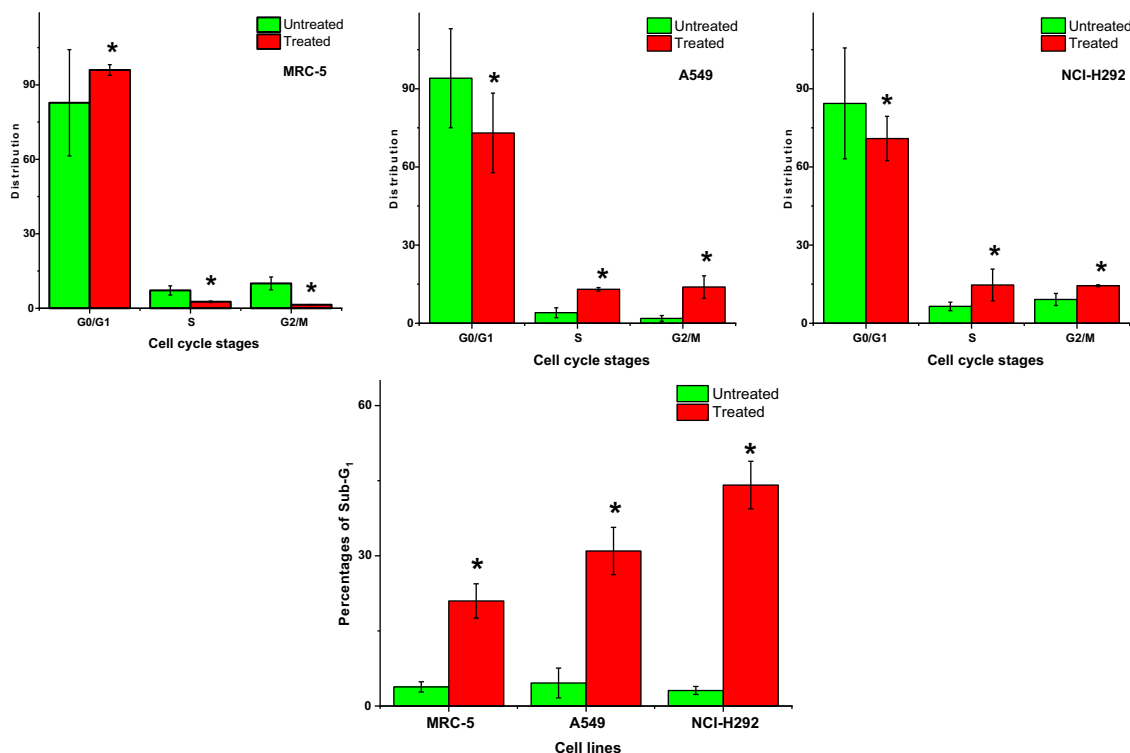 Untreated
Treated
*
MRC-5
90
60
30
0
Distribution
*
*
G0/G1 S G2/M
Cell cycle stages
Untreated
Treated
*
A549
90
60
30
0
Distribution
*
*
G0/G1 S G2/M
Cell cycle stages
Untreated
Treated
*
NCI-H292
90
60
30
0
Distribution
*
*
G0/G1 S G2/M
Cell cycle stages
Untreated
Treated
60
30
0
Percentages of Sub-G₁
*
*
*
MRC-5 A549 NCI-H292
Cell lines